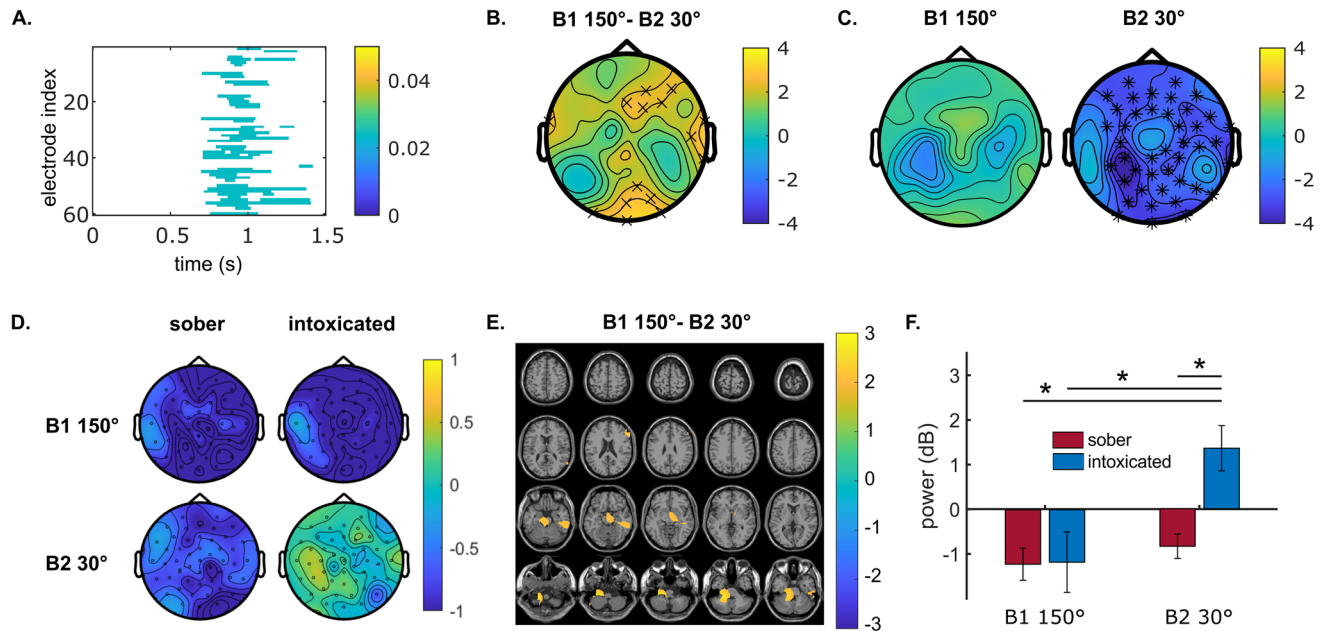 A.
electrode index
20
40
60
0
0.5
1
1.5
time (s)
0.04
0.02
0
B.
B1 150°- B2 30°
4
2
0
-2
-4
C.
B1 150°
B2 30°
4
2
0
-2
-4
D.
sober
intoxicated
B1 150°
B2 30°
1
0.5
0
-0.5
-1
E.
B1 150°- B2 30°
3
2
1
0
-1
-2
-3
F.
power (dB)
3
2
1
0
-1
*
*
*
sober
intoxicated
B1 150°
B2 30°